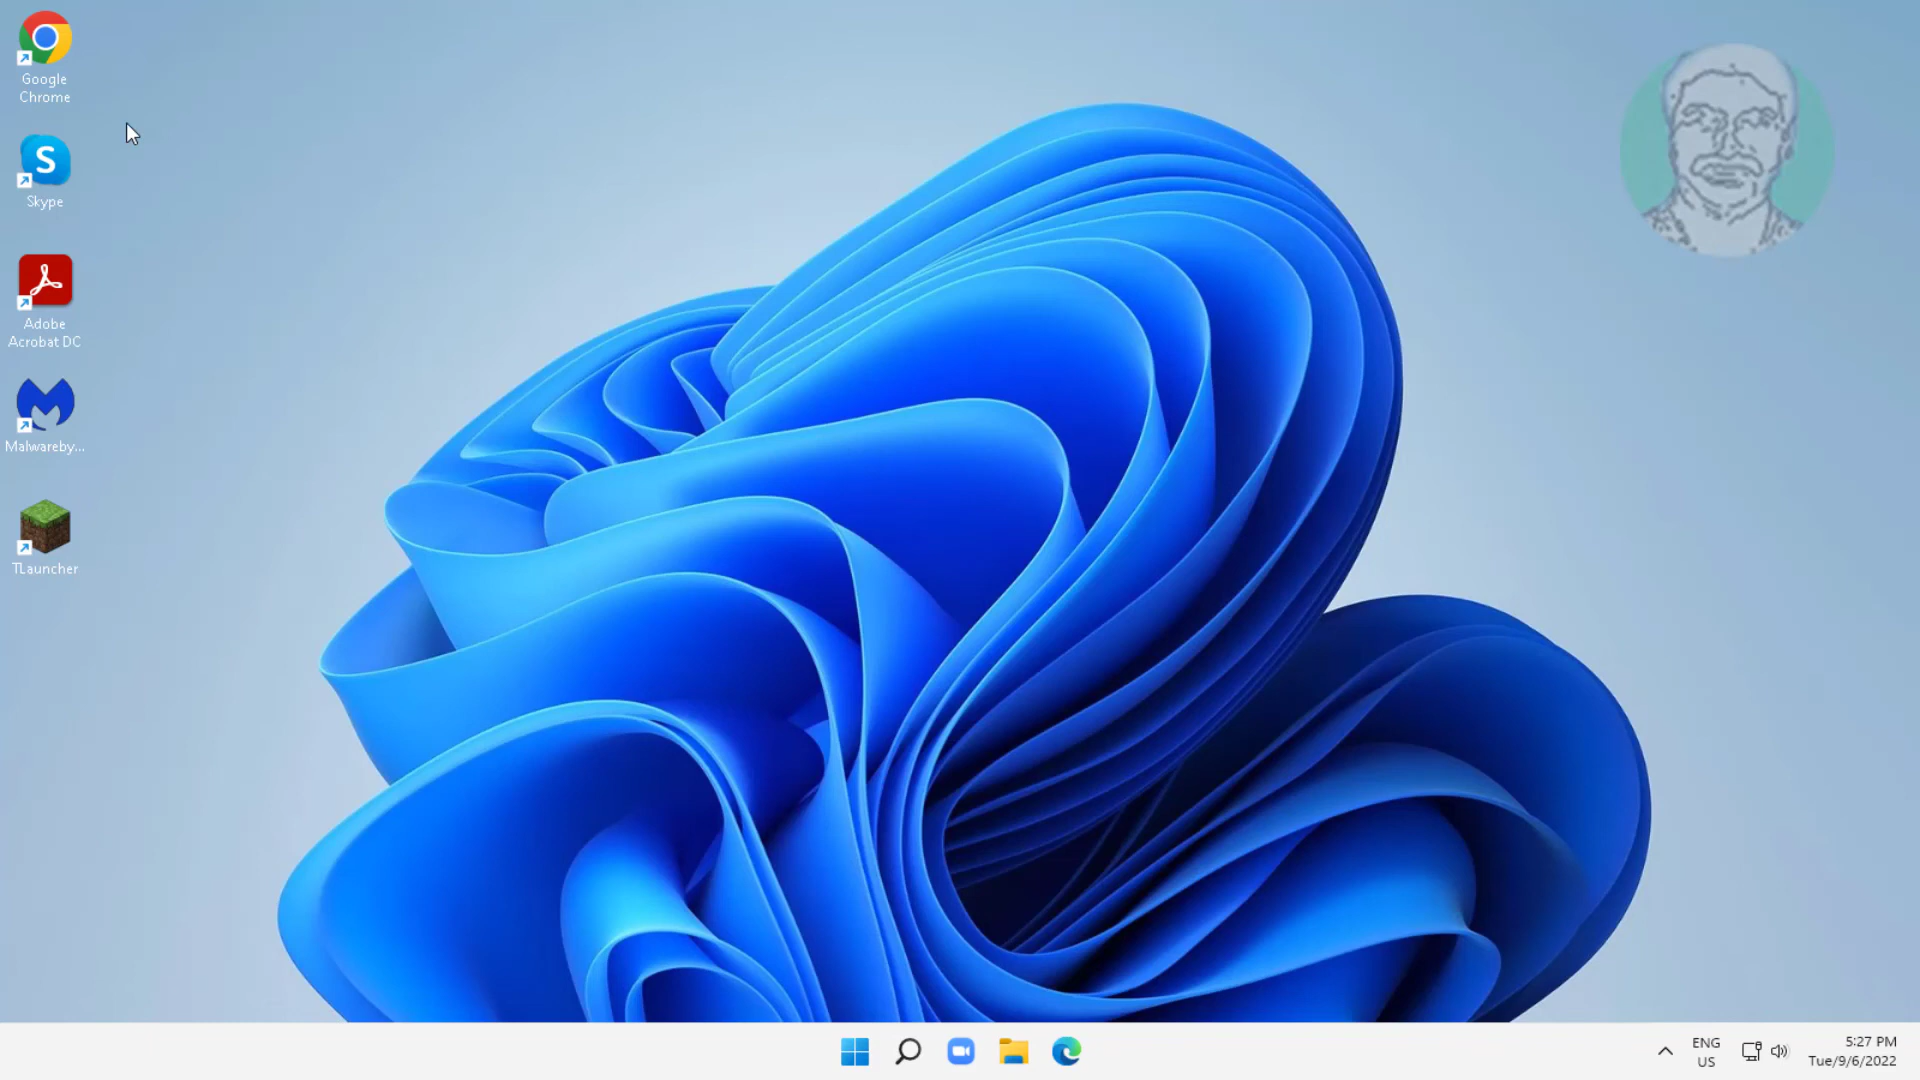 Google
Chrome
S
Skype
Adobe
Acrobat DC
Malwareby...
TLauncher
ENG
US
5:27 PM
Tue/9/6/2022